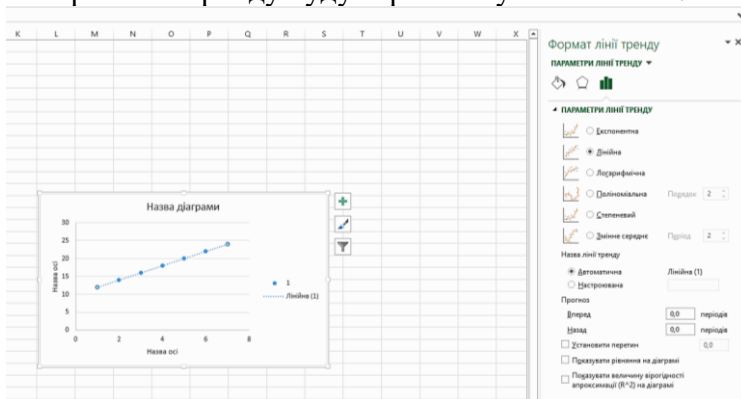 K L M N O P Q R S T U V W X
Формат лінії тренду
ПАРАМЕТРИ ЛІНІЇ ТРЕНДУ
ПАРАМЕТРИ ЛІНІЇ ТРЕНДУ
Експонентна
Лінійна
Логарифмічна
Поліноміальна Порядок 2
Степеневий
Змінне середнє Період 2
Назва лінії тренду
Автоматична Лінійна (1)
Настроювана
Прогноз
Вперед 0,0 періодів
Назад 0,0 періодів
Установити перетин 0,0
Показувати рівняння на діаграмі
Показувати величину вірогідності
апроксимації (R^2) на діаграмі
Назва діаграми
30
25
20
15
10
5
0
0 2 4 6 8
Назва осі
Назва осі
1
Лінійна (1)